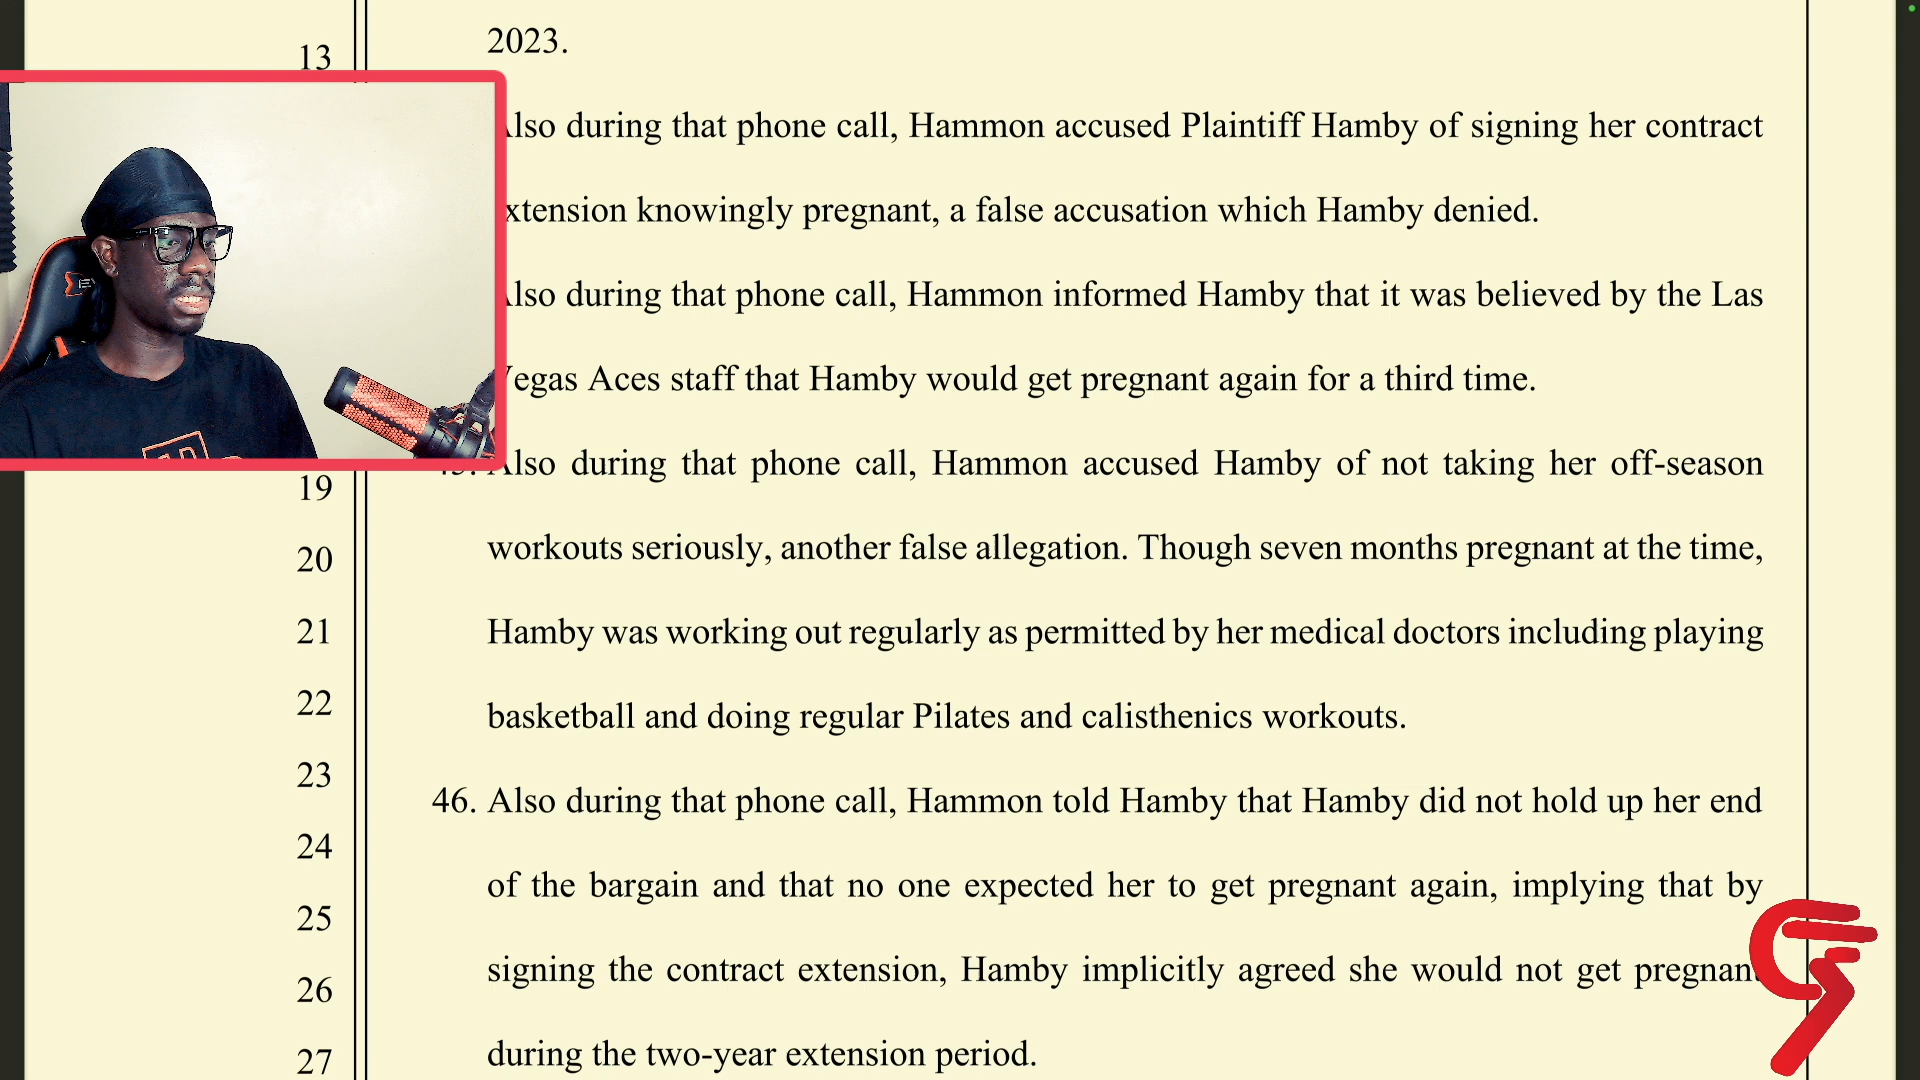 2023.
13
lso during that phone call, Hammon accused Plaintiff Hamby of signing her contract
xtension knowingly pregnant, a false accusation which Hamby denied.
lso during that phone call, Hammon informed Hamby that it was believed by the Las
egas Aces staff that Hamby would get pregnant again for a third time.
Also during that phone call, Hammon accused Hamby of not taking her off-season
19
workouts seriously, another false allegation. Though seven months pregnant at the time,
20
Hamby was working out regularly as permitted by her medical doctors including playing
21
basketball and doing regular Pilates and calisthenics workouts.
22
23
46. Also during that phone call, Hammon told Hamby that Hamby did not hold up her end
24
of the bargain and that no one expected her to get pregnant again, implying that by
25
signing the contract extension, Hamby implicitly agreed she would not get pregnant
26
during the two-year extension period.
27